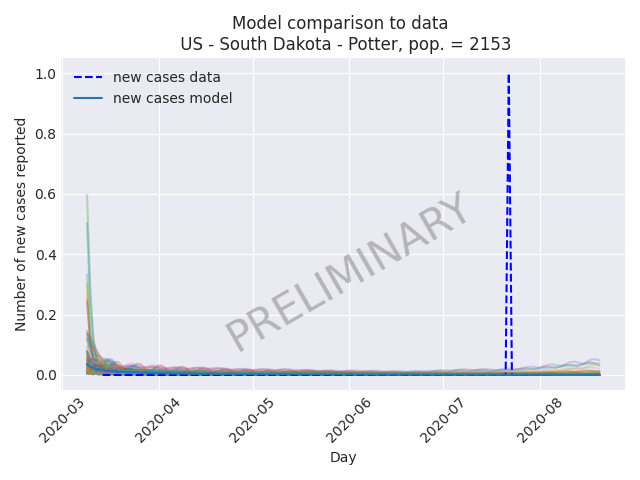 Model comparison to data
US - South Dakota - Potter, pop. = 2153
new cases data
new cases model
PRELIMINARY
Number of new cases reported
1.0
0.8
0.6
0.4
0.2
0.0
2020-03
2020-04
2020-05
2020-06
2020-07
2020-08
Day